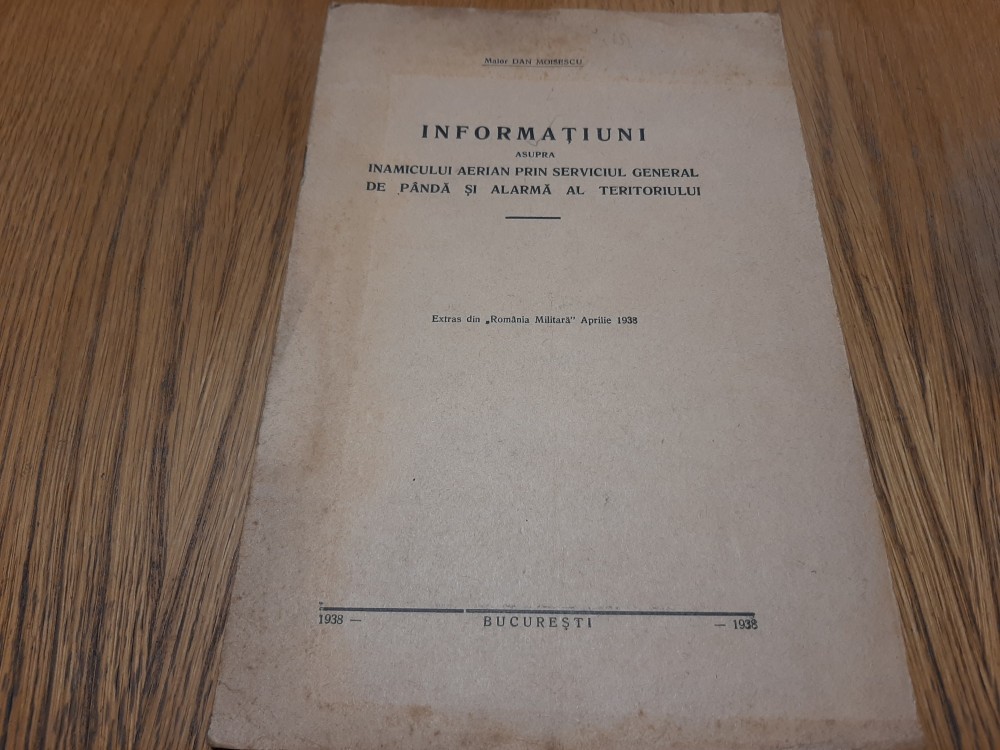 Maior DAN MOISESCU
INFORMAȚIUNI
ASUPRA
INAMICULUI AERIAN PRIN SERVICIUL GENERAL
DE PÂNDĂ ȘI ALARMĂ AL TERITORIULUI
Extras din „România Militară" Aprilie 1938
1938 — BUCUREȘTI — 1938